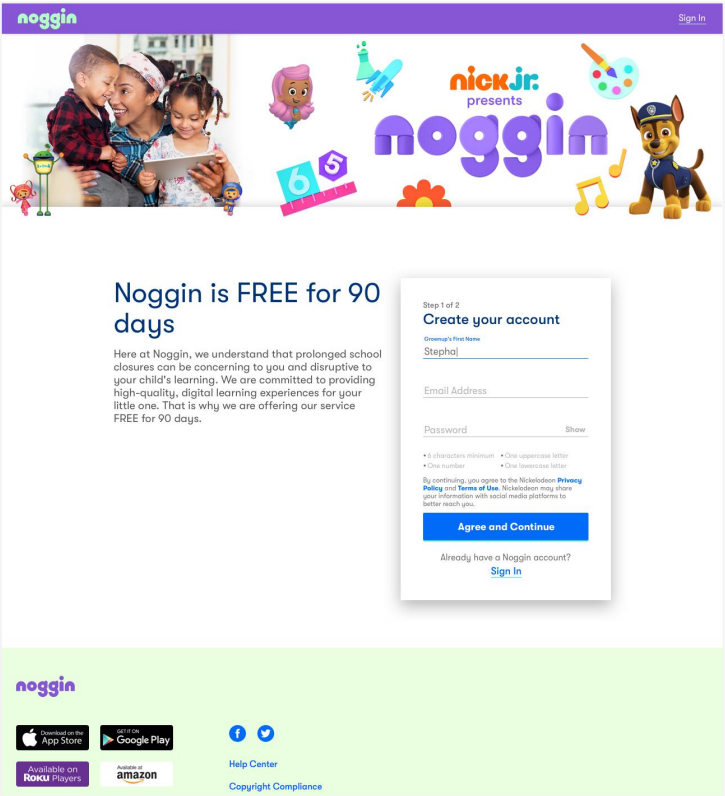 noggin
Sign In
nick jr.
presents
noggin
6
5
Noggin is FREE for 90
days
Here at Noggin, we understand that prolonged school
closures can be concerning to you and disruptive to
your child's learning. We are committed to providing
high-quality, digital learning experiences for your
little one. That is why we are offering our service
FREE for 90 days.
Step 1 of 2
Create your account
Grownup's First Name
Stepha
Email Address
Password Show
• 6 characters minimum • One uppercase letter
• One number • One lowercase letter
By continuing, you agree to the Nickelodeon Privacy
Policy and Terms of Use. Nickelodeon may share
your information with social media platforms to
better reach you.
Agree and Continue
Already have a Noggin account?
Sign In
noggin
Download on the
App Store
GET IT ON
Google Play
Available on
ROKU Players
Available at
amazon
Help Center
Copyright Compliance